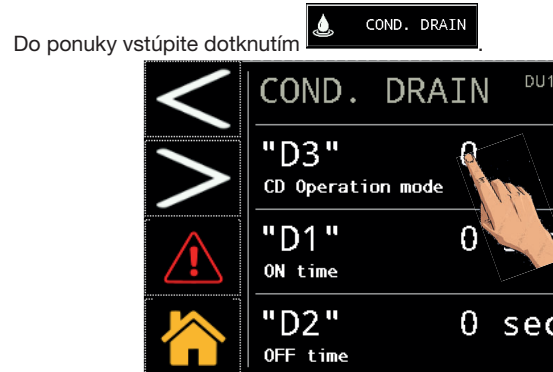 COND. DRAIN
Do ponuky vstúpite dotknutím .
COND. DRAIN DU1
"D3" 0
CD Operation mode
"D1" 0
ON time
"D2" 0 sec
OFF time